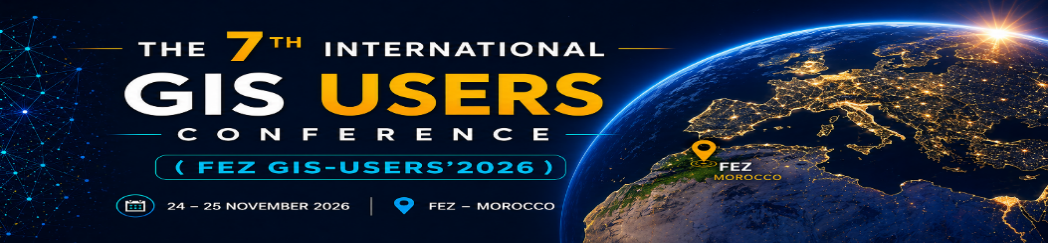 THE 7TH INTERNATIONAL
GIS USERS
CONFERENCE
( FEZ GIS-USERS'2026 )
24 – 25 NOVEMBER 2026 | FEZ – MOROCCO
FEZ
MOROCCO